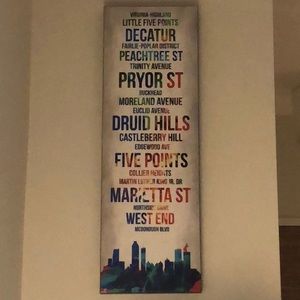 VIRGINIA-HIGHLAND
LITTLE FIVE POINTS
DECATUR
FAIRLIE-POPLAR DISTRICT
PEACHTREE ST
TRINITY AVENUE
PRYOR ST
BUCKHEAD
MORELAND AVENUE
EUCLID AVENUE
DRUID HILLS
CASTLEBERRY HILL
EDGEWOOD AVE
FIVE POINTS
COLLIER HEIGHTS
MARTIN LUTHER KING JR. DR
MARIETTA ST
NORTHSIDE DRIVE
WEST END
MCDONOUGH BLVD